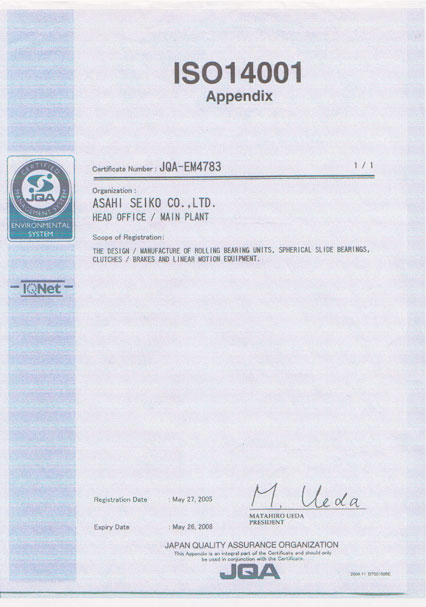 ISO14001
Appendix
Certificate Number : JQA-EM4783
1 / 1
CERTIFIED
MANAGEMENT SYSTEM
JQA
ENVIRONMENTAL
SYSTEM
IQNet
Organization :
ASAHI SEIKO CO.,LTD.
HEAD OFFICE / MAIN PLANT
Scope of Registration:
THE DESIGN / MANUFACTURE OF ROLLING BEARING UNITS, SPHERICAL SLIDE BEARINGS,
CLUTCHES / BRAKES AND LINEAR MOTION EQUIPMENT.
Registration Date : May 27, 2005
M. Ueda
MATAHIRO UEDA
PRESIDENT
Expiry Date : May 26, 2008
JAPAN QUALITY ASSURANCE ORGANIZATION
This Appendix is an integral part of the Certificate and should only
be used in conjunction with the Certificate.
JQA